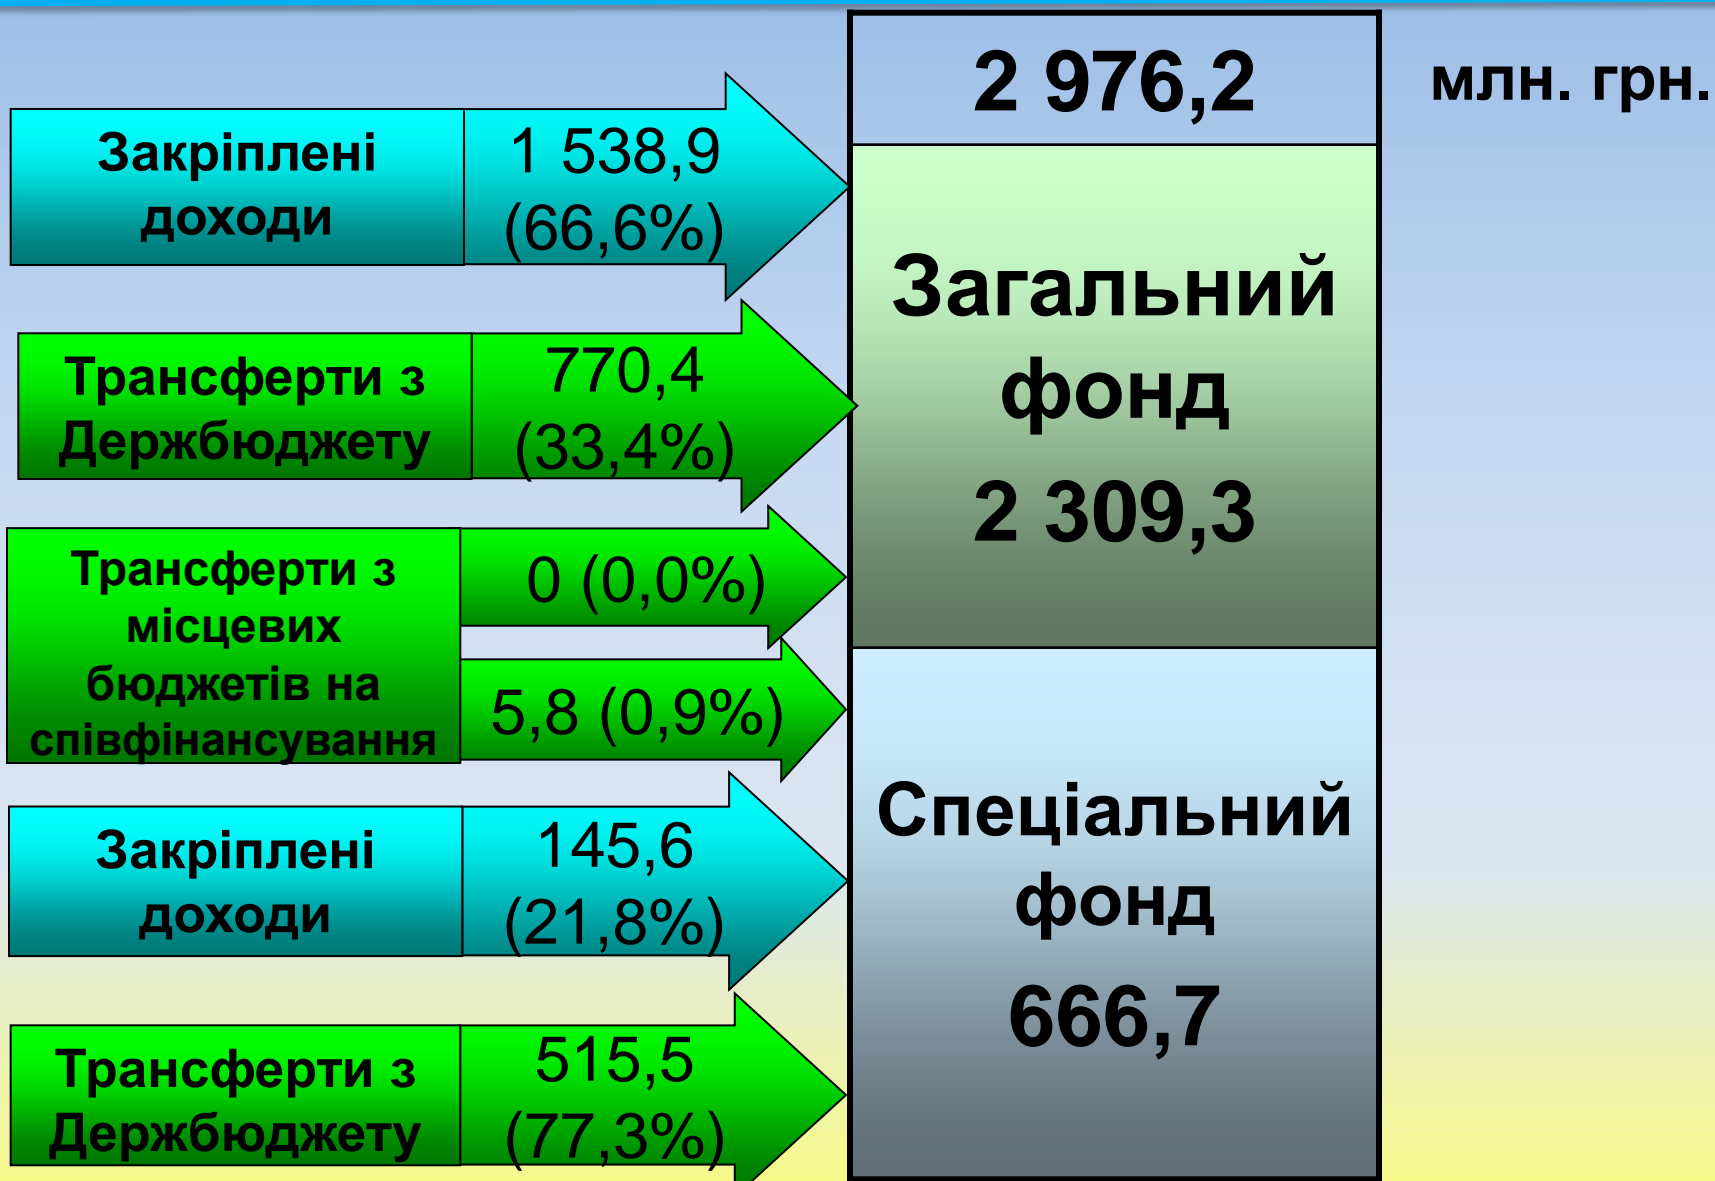 2 976,2
млн. грн.
Закріплені
доходи
1 538,9
(66,6%)
Трансферти з
Держбюджету
770,4
(33,4%)
Загальний
фонд
2 309,3
Трансферти з
місцевих
бюджетів на
співфінансування
0 (0,0%)
5,8 (0,9%)
Закріплені
доходи
145,6
(21,8%)
Трансферти з
Держбюджету
515,5
(77,3%)
Спеціальний
фонд
666,7